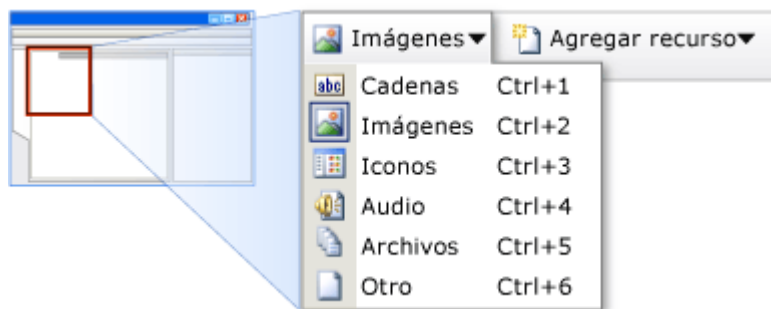 Imágenes Agregar recurso
abc Cadenas Ctrl+1
Imágenes Ctrl+2
Iconos Ctrl+3
Audio Ctrl+4
Archivos Ctrl+5
Otro Ctrl+6